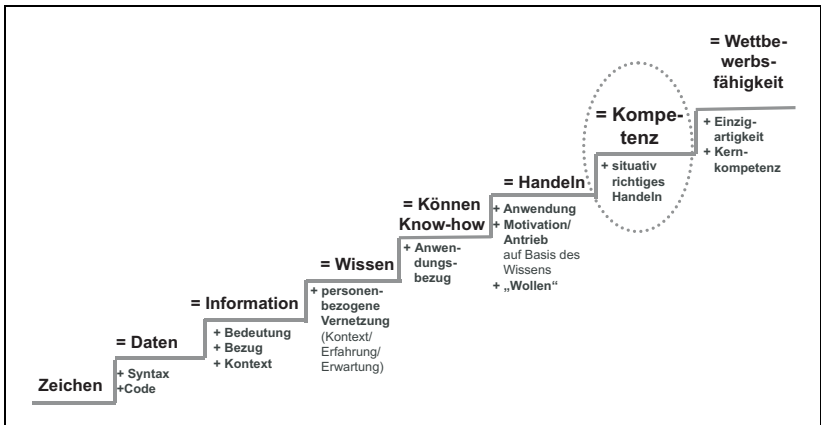 Zeichen
= Daten
+ Syntax
+Code
= Information
+ Bedeutung
+ Bezug
+ Kontext
= Wissen
+ personen-
bezogene
Vernetzung
(Kontext/
Erfahrung/
Erwartung)
= Können
Know-how
+ Anwen-
dungs-
bezug
= Handeln
+ Anwendung
+ Motivation/
Antrieb
auf Basis des
Wissens
+ „Wollen“
= Kompe-
tenz
+ situativ
richtiges
Handeln
= Wettbe-
werbs-
fähigkeit
+ Einzig-
artigkeit
+ Kern-
kompetenz